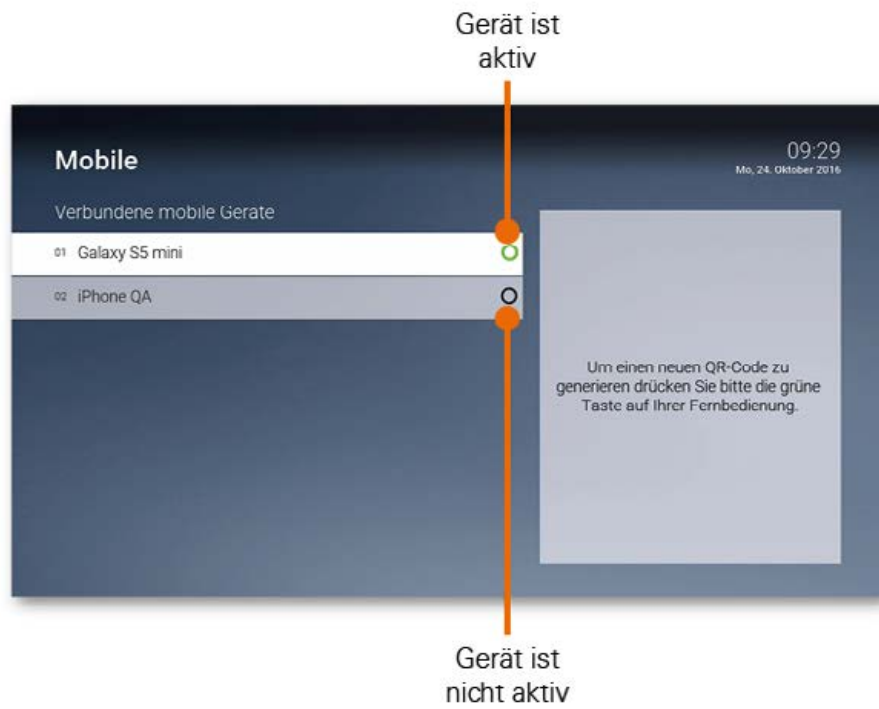 Gerät ist
aktiv
Mobile
09:29
Mo, 24. Oktober 2016
Verbundene mobile Geräte
01 Galaxy S5 mini
02 iPhone QA
Um einen neuen QR-Code zu
generieren drücken Sie bitte die grüne
Taste auf Ihrer Fernbedienung.
Gerät ist
nicht aktiv